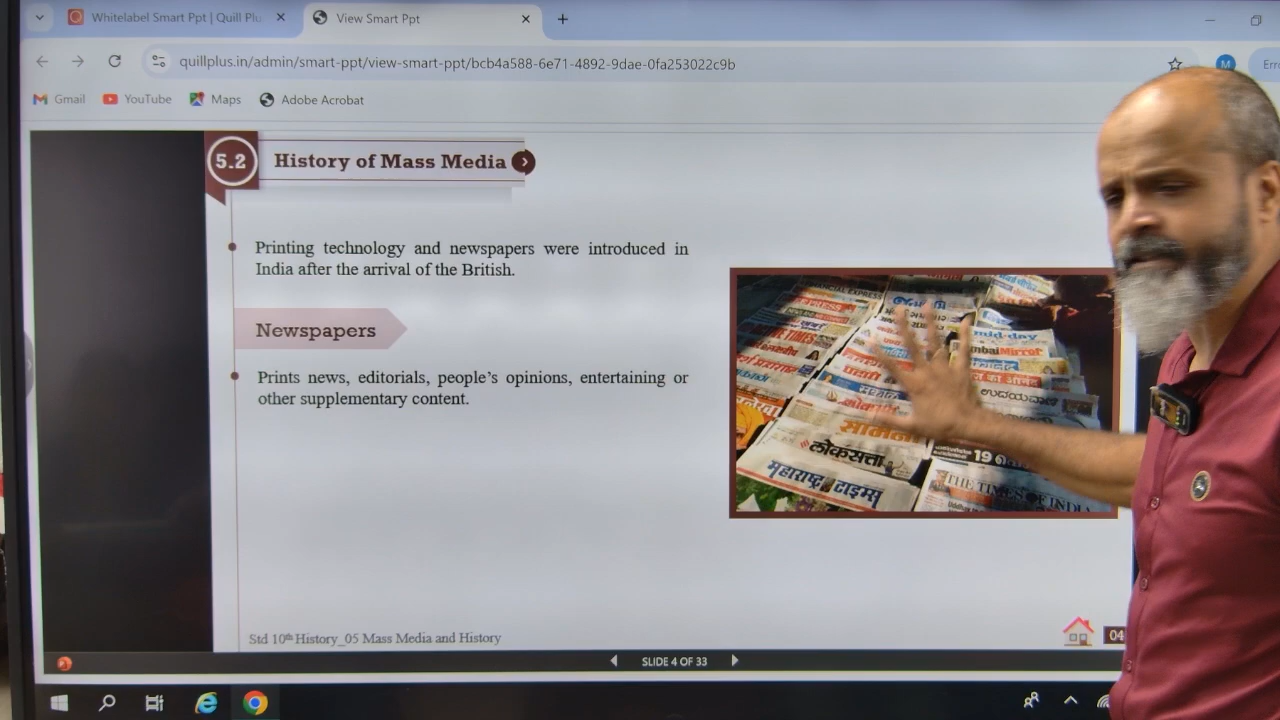 Whitelabel Smart Ppt | Quill Plu
View Smart Ppt
quillplus.in/admin/smart-ppt/view-smart-ppt/bcb4a588-6e71-4892-9dae-0fa253022c9b
M
Gmail
YouTube
Maps
Adobe Acrobat
5.2
History of Mass Media
Printing technology and newspapers were introduced in
India after the arrival of the British.
Newspapers
Prints news, editorials, people's opinions, entertaining or
other supplementary content.
mid-day
mbaiMirror
सामना
19
लोकसत्ता
महाराष्ट्र टाइम्स
THE TIMES OF INDIA
Std 10th History_05 Mass Media and History
04
SLIDE 4 OF 33